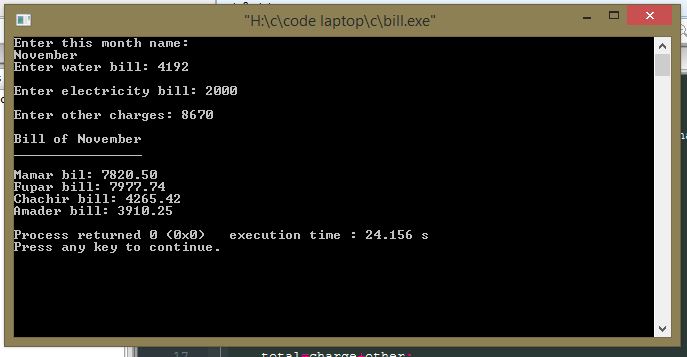 "H:\c\code laptop\c\bill.exe"
Enter this month name:
November
Enter water bill: 4192
Enter electricity bill: 2000
Enter other charges: 8670
Bill of November
Mamar bil: 7820.50
Fupar bill: 7977.74
Chachir bill: 4265.42
Amader bill: 3910.25
Process returned 0 (0x0)   execution time : 24.156 s
Press any key to continue.
17 total=charge+other;